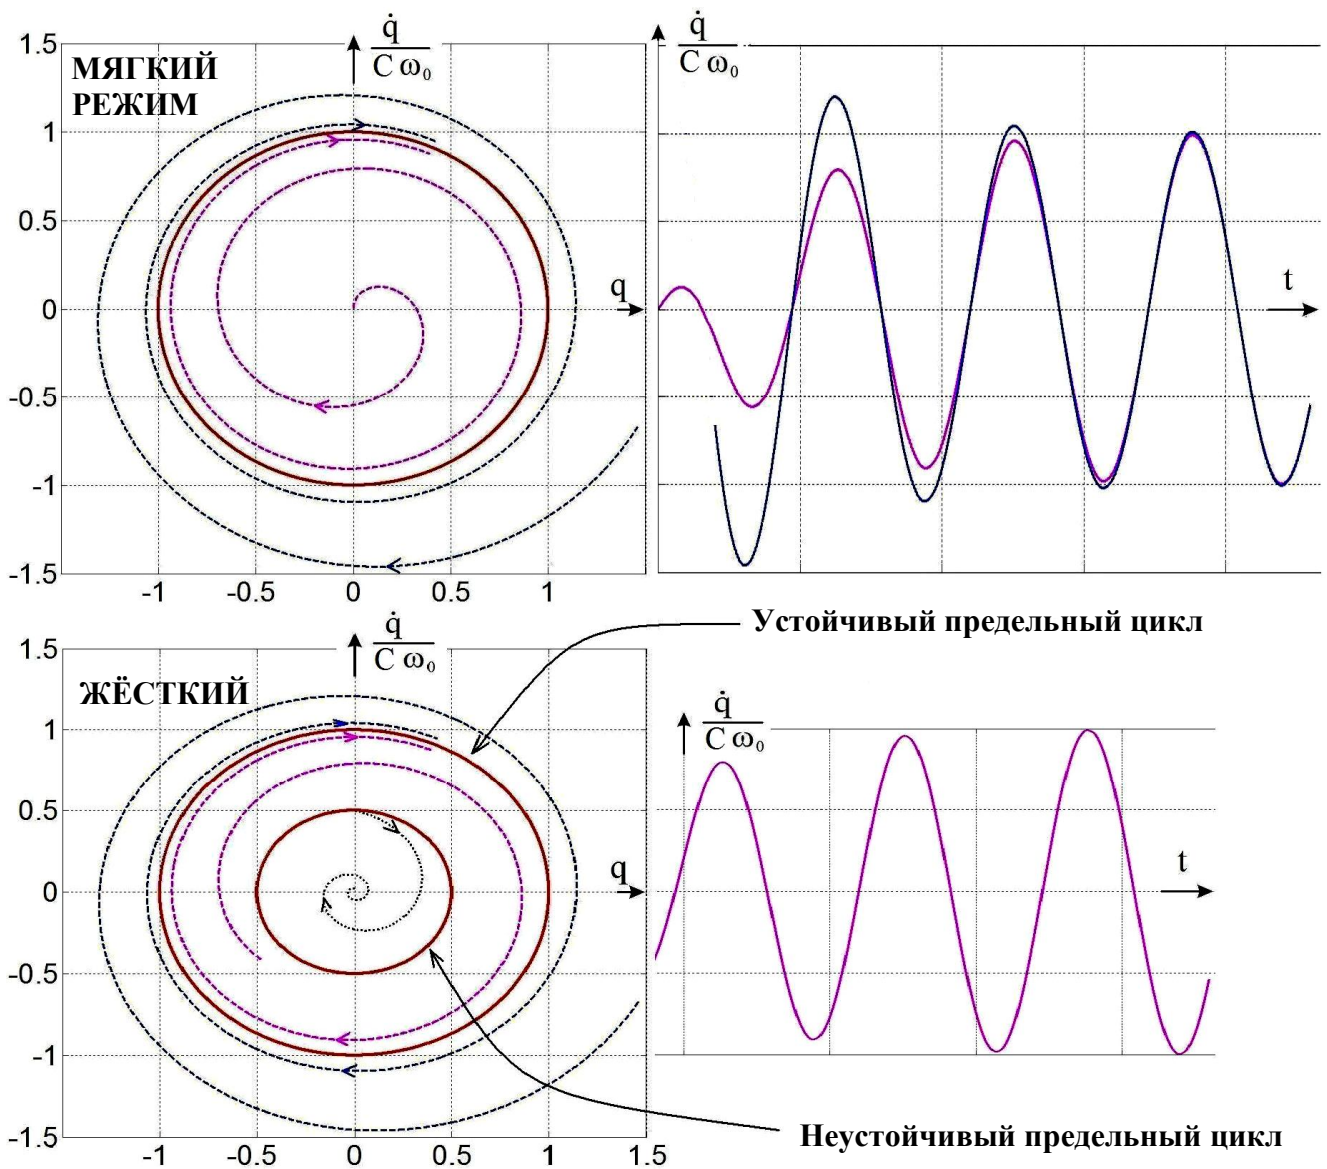 q̇
C ω₀
q̇
C ω₀
1.5
МЯГКИЙ
РЕЖИМ
1
0.5
0
q
t
-0.5
-1
-1.5
-1 -0.5 0 0.5 1
Устойчивый предельный цикл
q̇
C ω₀
1.5
ЖЁСТКИЙ
q̇
C ω₀
1
0.5
0
q
t
-0.5
-1
-1.5
-1 -0.5 0 0.5 1 1.5
Неустойчивый предельный цикл